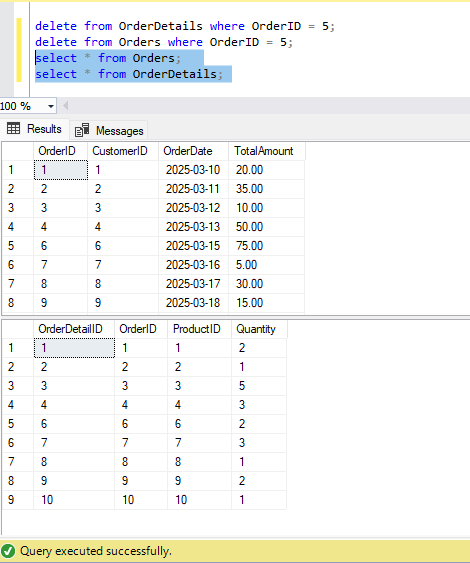 delete from OrderDetails where OrderID = 5;
delete from Orders where OrderID = 5;
select * from Orders;
select * from OrderDetails;
100 %
Results Messages
OrderID CustomerID OrderDate TotalAmount
1 1 1 2025-03-10 20.00
2 2 2 2025-03-11 35.00
3 3 3 2025-03-12 10.00
4 4 4 2025-03-13 50.00
5 6 6 2025-03-15 75.00
6 7 7 2025-03-16 5.00
7 8 8 2025-03-17 30.00
8 9 9 2025-03-18 15.00
OrderDetailID OrderID ProductID Quantity
1 1 1 1 2
2 2 2 2 1
3 3 3 3 5
4 4 4 4 3
5 6 6 6 2
6 7 7 7 3
7 8 8 8 1
8 9 9 9 2
9 10 10 10 1
Query executed successfully.